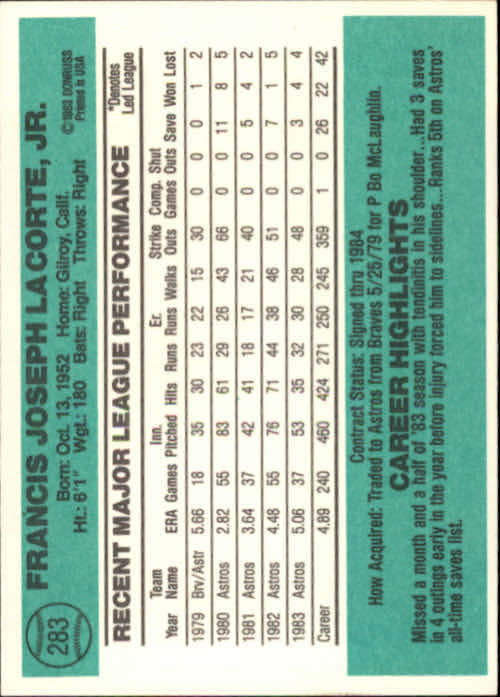 283
FRANCIS JOSEPH LA CORTE, JR.
Born: Oct. 13, 1952 Home: Gilroy, Calif.
Ht.: 6'1" Wgt.: 180 Bats: Right Throws: Right
©1983 DONRUSS
Printed in USA
RECENT MAJOR LEAGUE PERFORMANCE
*Denotes
Led League
Team Inn. Er. Strike Comp. Shut
Year Name ERA Games Pitched Hits Runs Runs Walks Outs Games Outs Save Won Lost
1979 Brv/Astr 5.66 18 35 30 23 22 15 30 0 0 0 1 2
1980 Astros 2.82 55 83 61 29 26 43 66 0 0 11 8 5
1981 Astros 3.64 37 42 41 18 17 21 40 0 0 5 4 2
1982 Astros 4.48 55 76 71 44 38 46 51 0 0 7 1 5
1983 Astros 5.06 37 53 35 32 30 28 48 0 0 3 4 4
Career 4.89 240 460 424 271 250 245 359 1 0 26 22 42
Contract Status: Signed thru 1984
How Acquired: Traded to Astros from Braves 5/25/79 for P Bo McLaughlin.
CAREER HIGHLIGHTS
Missed a month and a half of '83 season with tendinitis in his shoulder...Had 3 saves
in 4 outings early in the year before injury forced him to sidelines...Ranks 5th on Astros'
all-time saves list.